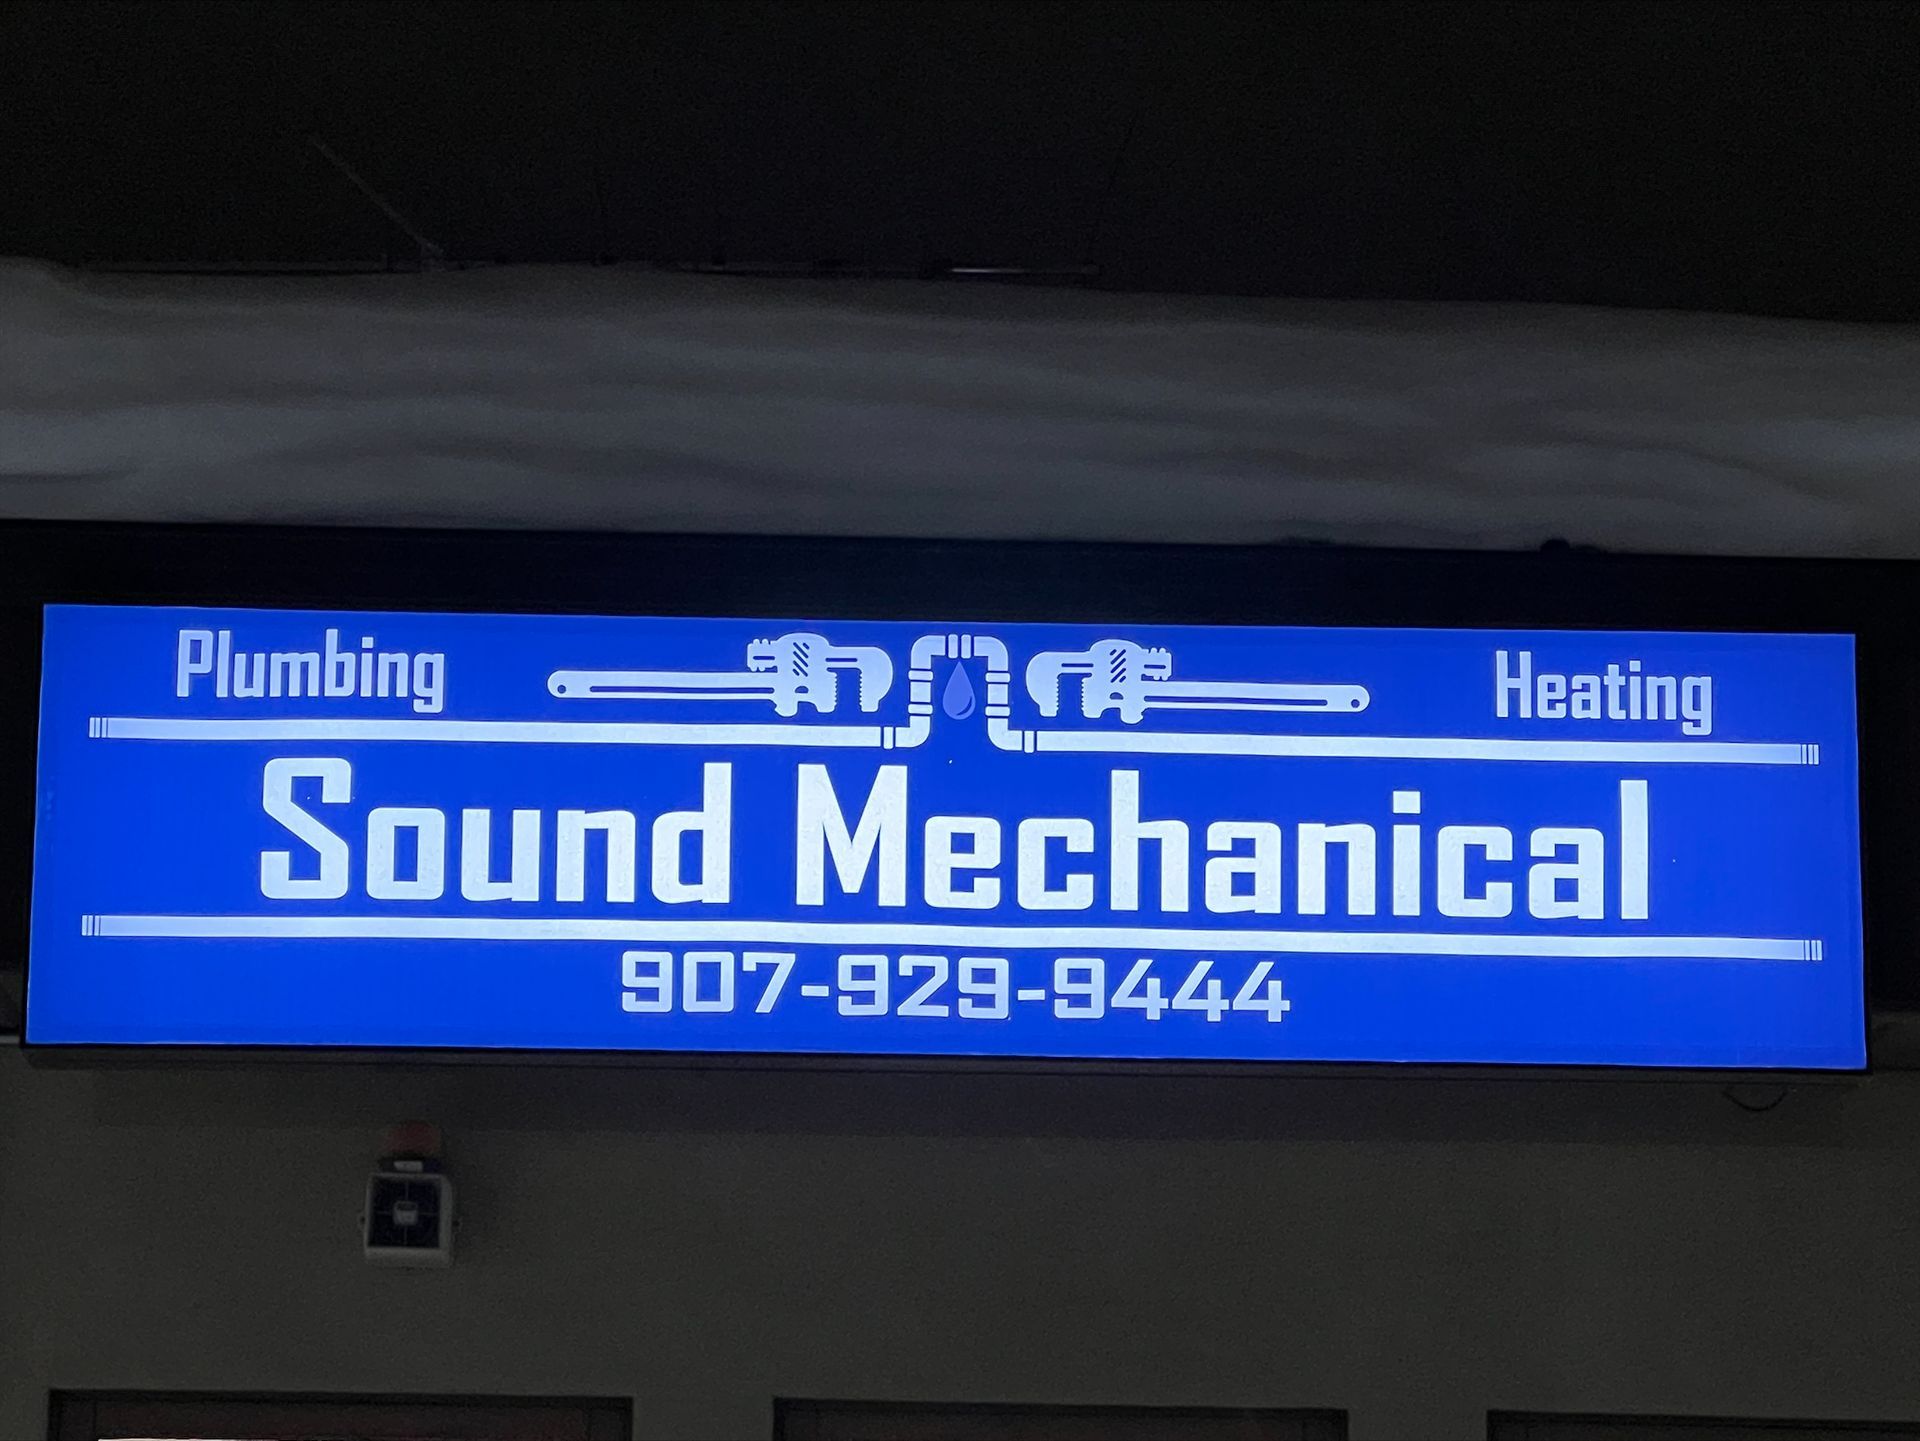 Plumbing Heating
Sound Mechanical
907-929-9444